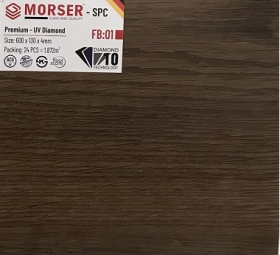 MORSER - SPC
Premium - UV Diamond
FB:01
Size: 600 x 130 x 4mm
Packing: 24 PCS = 1.872m²
DIAMOND
10
TECHNOLOGY